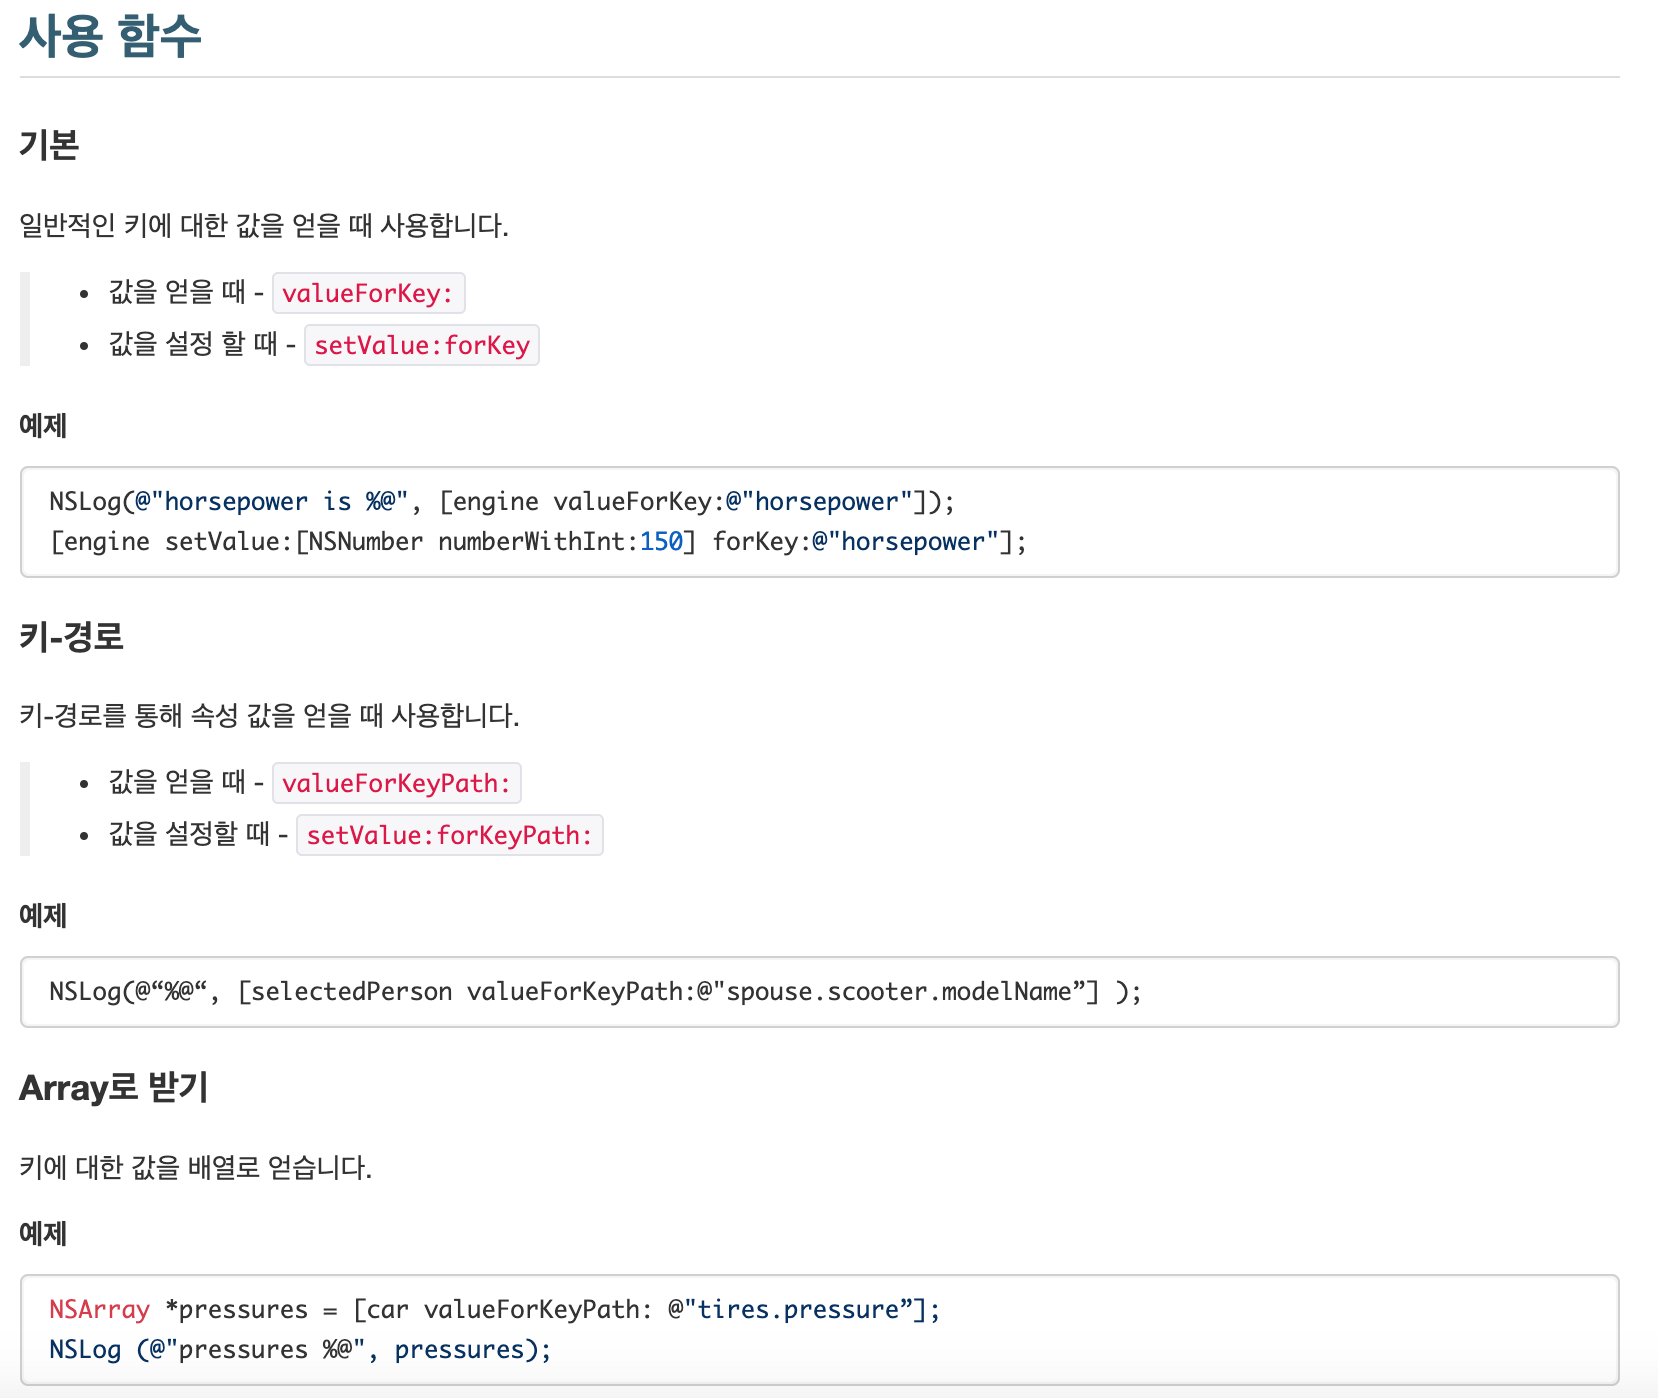 사용 함수
기본
일반적인 키에 대한 값을 얻을 때 사용합니다.
• 값을 얻을 때 - valueForKey:
• 값을 설정 할 때 - setValue:forKey
예제
NSLog(@"horsepower is %@", [engine valueForKey:@"horsepower"]);
[engine setValue:[NSNumber numberWithInt:150] forKey:@"horsepower"];
키-경로
키-경로를 통해 속성 값을 얻을 때 사용합니다.
• 값을 얻을 때 - valueForKeyPath:
• 값을 설정할 때 - setValue:forKeyPath:
예제
NSLog(@“%@“, [selectedPerson valueForKeyPath:@"spouse.scooter.modelName”] );
Array로 받기
키에 대한 값을 배열로 얻습니다.
예제
NSArray *pressures = [car valueForKeyPath: @"tires.pressure”];
NSLog (@"pressures %@", pressures);